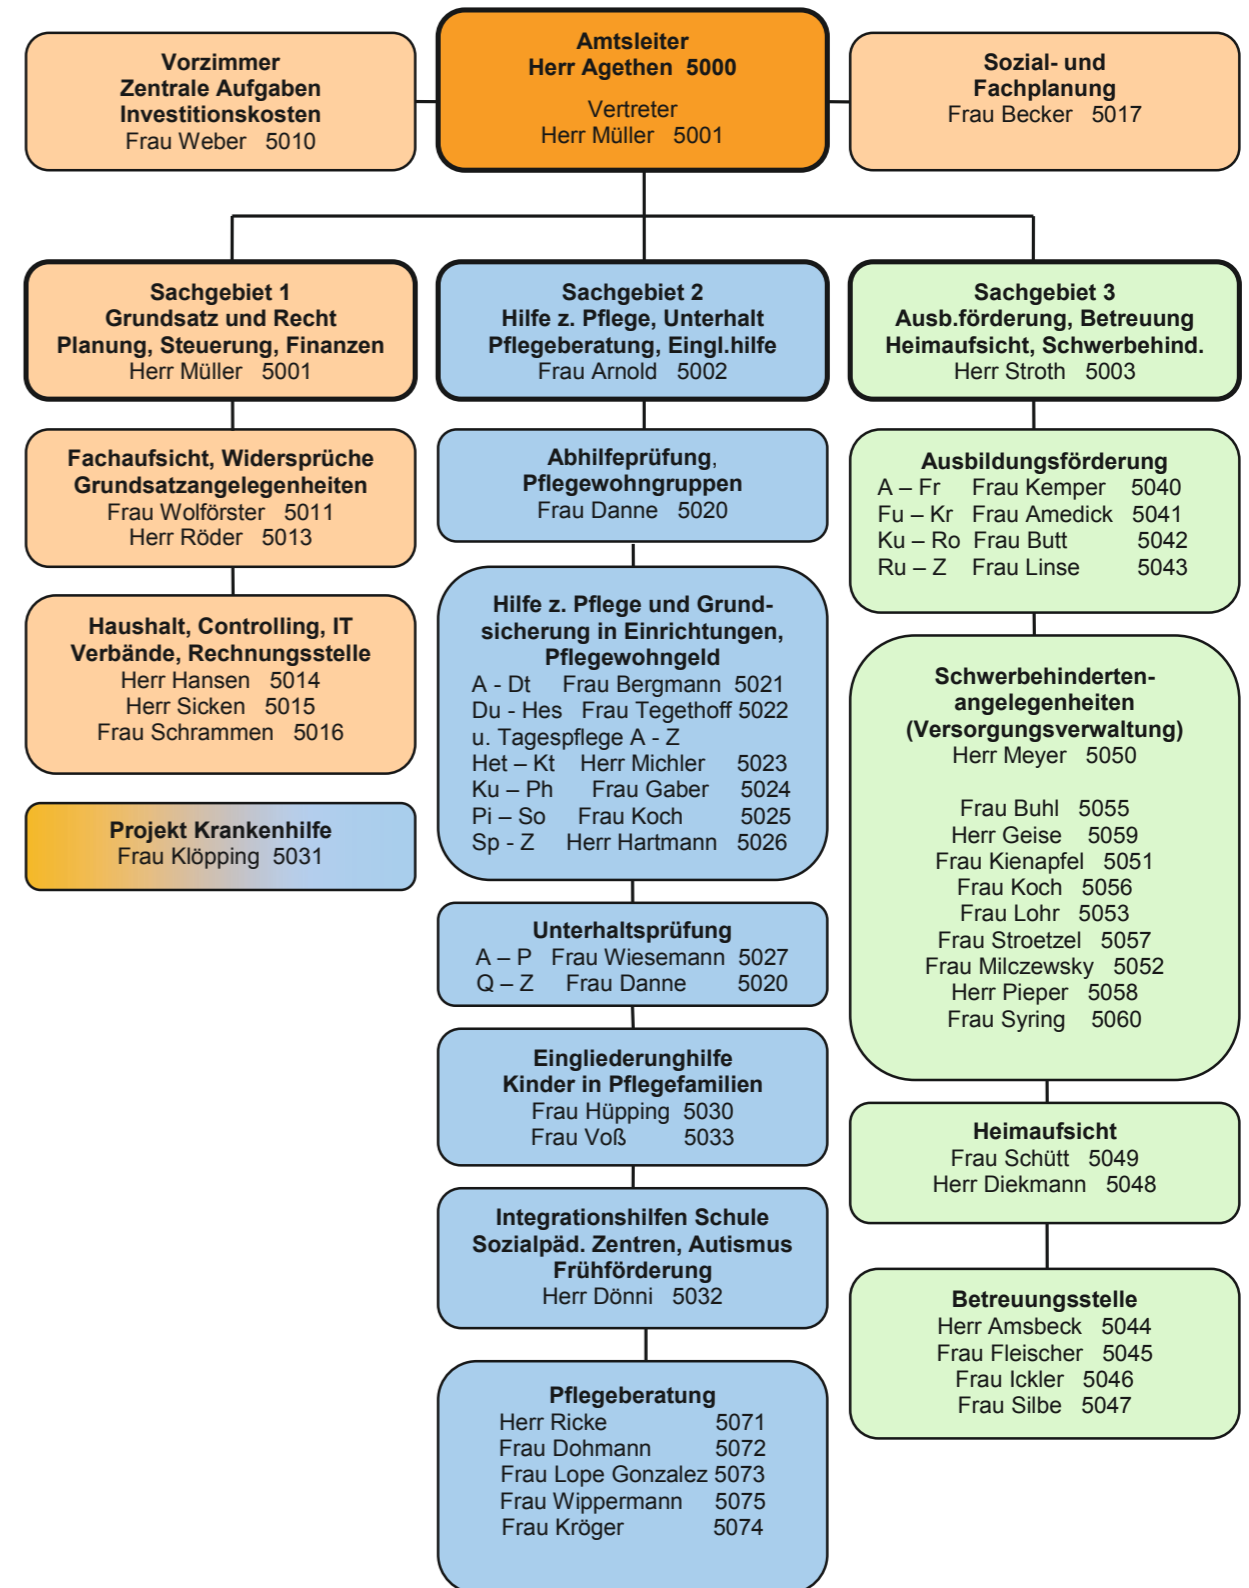 Vorzimmer
Zentrale Aufgaben
Investitionskosten
Frau Weber 5010
Amtsleiter
Herr Agethen 5000
Vertreter
Herr Müller 5001
Sozial- und
Fachplanung
Frau Becker 5017
Sachgebiet 1
Grundsatz und Recht
Planung, Steuerung, Finanzen
Herr Müller 5001
Fachaufsicht, Widersprüche
Grundsatzangelegenheiten
Frau Wolförster 5011
Herr Röder 5013
Haushalt, Controlling, IT
Verbände, Rechnungsstelle
Herr Hansen 5014
Herr Sicken 5015
Frau Schrammen 5016
Projekt Krankenhilfe
Frau Klöpping 5031
Sachgebiet 2
Hilfe z. Pflege, Unterhalt
Pflegeberatung, Eingl.hilfe
Frau Arnold 5002
Abhilfeprüfung,
Pflegewohngruppen
Frau Danne 5020
Hilfe z. Pflege und Grund-
sicherung in Einrichtungen,
Pflegewohngeld
A - Dt Frau Bergmann 5021
Du - Hes Frau Tegethoff 5022
u. Tagespflege A - Z
Het – Kt Herr Michler 5023
Ku – Ph Frau Gaber 5024
Pi – So Frau Koch 5025
Sp - Z Herr Hartmann 5026
Unterhaltsprüfung
A – P Frau Wiesemann 5027
Q – Z Frau Danne 5020
Eingliederunghilfe
Kinder in Pflegefamilien
Frau Hüpping 5030
Frau Voß 5033
Integrationshilfen Schule
Sozialpäd. Zentren, Autismus
Frühförderung
Herr Dönni 5032
Pflegeberatung
Herr Ricke 5071
Frau Dohmann 5072
Frau Lope Gonzalez 5073
Frau Wippermann 5075
Frau Kröger 5074
Sachgebiet 3
Ausb.förderung, Betreuung
Heimaufsicht, Schwerbehind.
Herr Stroth 5003
Ausbildungsförderung
A – Fr Frau Kemper 5040
Fu – Kr Frau Amedick 5041
Ku – Ro Frau Butt 5042
Ru – Z Frau Linse 5043
Schwerbehinderten-
angelegenheiten
(Versorgungsverwaltung)
Herr Meyer 5050
Frau Buhl 5055
Herr Geise 5059
Frau Kienapfel 5051
Frau Koch 5056
Frau Lohr 5053
Frau Stroetzel 5057
Frau Milczewsky 5052
Herr Pieper 5058
Frau Syring 5060
Heimaufsicht
Frau Schütt 5049
Herr Diekmann 5048
Betreuungsstelle
Herr Amsbeck 5044
Frau Fleischer 5045
Frau Ickler 5046
Frau Silbe 5047